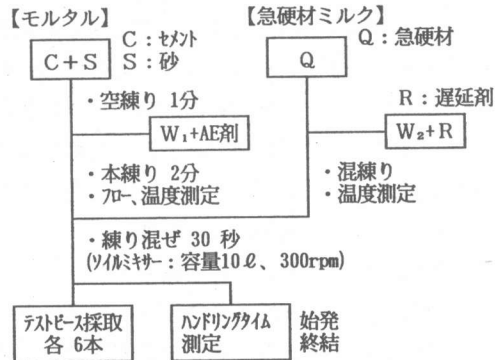 【モルタル】
C+S
C:セメント
S:砂
・空練り 1分
W₁+AE剤
・本練り 2分
・フロー、温度測定
【急硬材ミルク】
Q:急硬材
Q
R:遅延剤
W₂+R
・混練り
・温度測定
・練り混ぜ 30 秒
(ソイルミキサー:容量10ℓ、300rpm)
テストピース採取
各 6本
ハンドリングタイム
測定
始発
終結